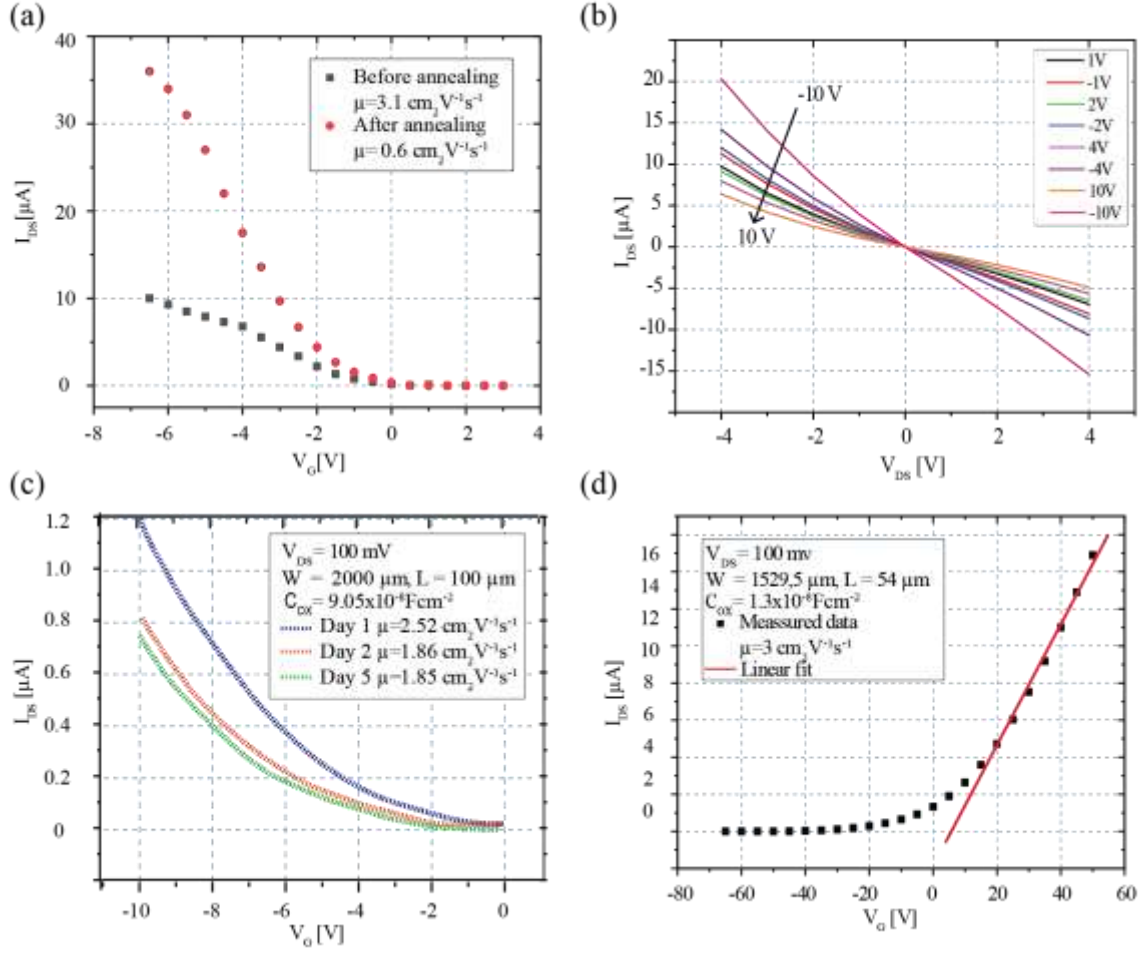 (a)
40
30
20
10
0
I_DS[µA]
-8 -6 -4 -2 0 2 4
V_G[V]
Before annealing
µ=3.1 cm₂V⁻¹s⁻¹
After annealing
µ=0.6 cm₂V⁻¹s⁻¹
(b)
20
15
10
5
0
-5
-10
-15
I_DS [µA]
-4 -2 0 2 4
V_DS [V]
-10 V
10 V
1V
-1V
2V
-2V
4V
-4V
10V
-10V
(c)
1.2
1.0
0.8
0.6
0.4
0.2
0
I_DS [µA]
-10 -8 -6 -4 -2 0
V_G [V]
V_DS= 100 mV
W = 2000 µm, L = 100 µm
C_OX= 9.05x10⁻⁸Fcm⁻²
Day 1 µ=2.52 cm₂V⁻¹s⁻¹
Day 2 µ=1.86 cm₂V⁻¹s⁻¹
Day 5 µ=1.85 cm₂V⁻¹s⁻¹
(d)
16
14
12
10
8
6
4
2
0
I_DS [µA]
-80 -60 -40 -20 0 20 40 60
V_G [V]
V_DS= 100 mv
W = 1529,5 µm, L = 54 µm
C_OX= 1.3x10⁻⁸Fcm⁻²
Meassured data
µ=3 cm₂V⁻¹s⁻¹
Linear fit